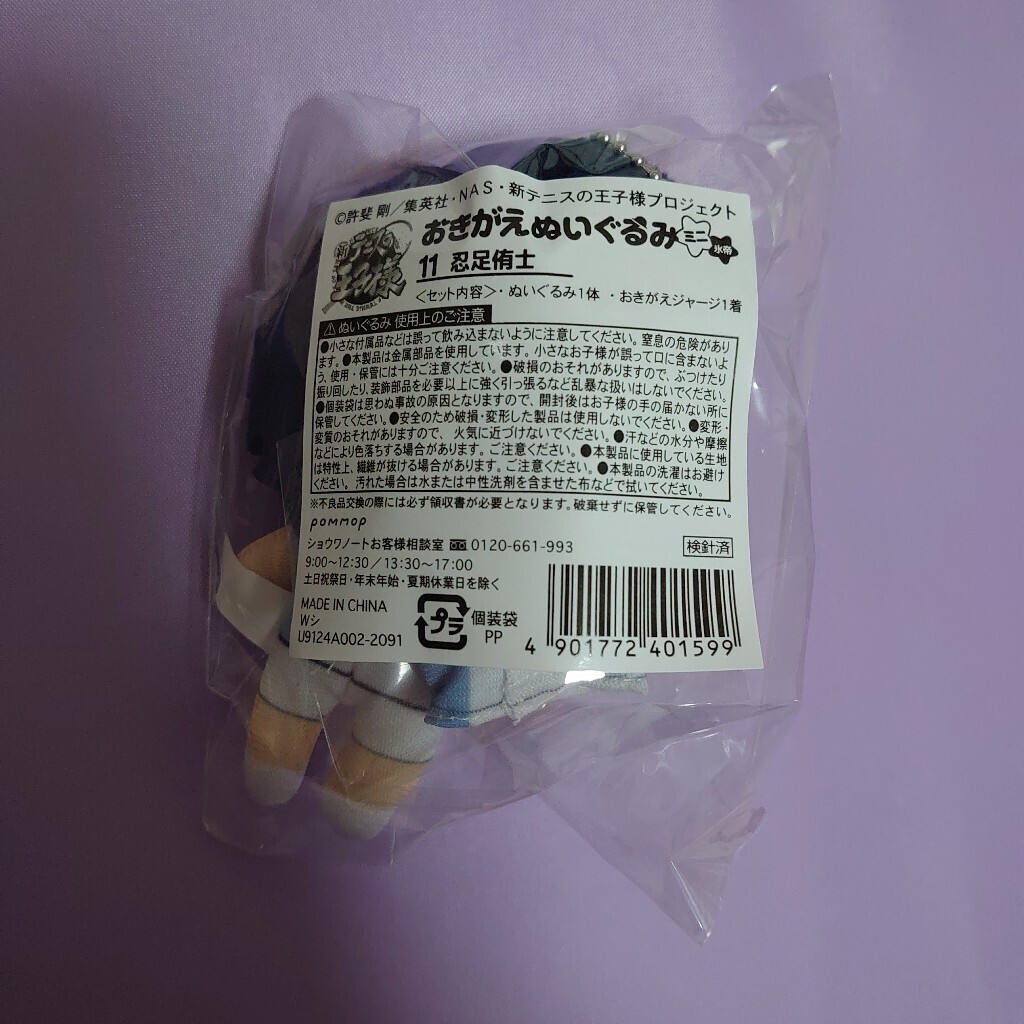 ©許斐 剛／集英社・NAS・新テニスの王子様プロジェクト
新テニスの王子様
おきがえぬいぐるみ ミニ 氷帝
11 忍足侑士
＜セット内容＞・ぬいぐるみ1体 ・おきがえジャージ1着
⚠ぬいぐるみ 使用上のご注意
●小さな付属品などは誤って飲み込まないように注意してください。窒息の危険があり
ます。●本製品は金属部品を使用しています。小さなお子様が誤って口に含まないよ
う、使用・保管には十分ご注意ください。●破損のおそれがありますので、ぶつけたり
振り回したり、装飾部品を必要以上に強く引っ張るなど乱暴な扱いはしないでください。
●個装袋は思わぬ事故の原因となりますので、開封後はお子様の手の届かない所に
保管してください。●安全のため破損・変形した製品は使用しないでください。●変形・
変質のおそれがありますので、火気に近づけないでください。●汗などの水分や摩擦
などにより色落ちする場合があります。ご注意ください。●本製品に使用している生地
は特性上、繊維が抜ける場合があります。ご注意ください。●本製品の洗濯はお避け
ください。汚れた場合は水または中性洗剤を含ませた布などで拭いてください。
※不良品交換の際には必ず領収書が必要となります。破棄せずに保管してください。
pommop
ショウワノートお客様相談室 0120-661-993
検針済
9:00～12:30／13:30～17:00
土日祝祭日・年末年始・夏期休業日を除く
MADE IN CHINA
Wシ
U9124A002-2091
プラ 個装袋
PP
4 901772 401599